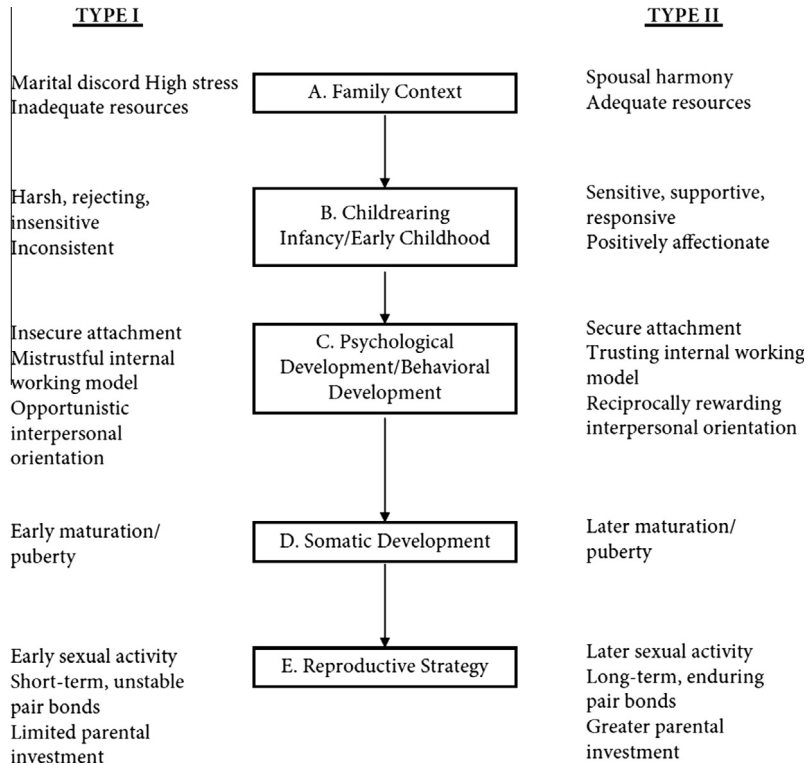 TYPE I
TYPE II
Marital discord High stress
Inadequate resources
A. Family Context
Spousal harmony
Adequate resources
Harsh, rejecting,
insensitive
Inconsistent
B. Childrearing
Infancy/Early Childhood
Sensitive, supportive,
responsive
Positively affectionate
Insecure attachment
Mistrustful internal
working model
Opportunistic
interpersonal
orientation
C. Psychological
Development/Behavioral
Development
Secure attachment
Trusting internal working
model
Reciprocally rewarding
interpersonal orientation
Early maturation/
puberty
D. Somatic Development
Later maturation/
puberty
Early sexual activity
Short-term, unstable
pair bonds
Limited parental
investment
E. Reproductive Strategy
Later sexual activity
Long-term, enduring
pair bonds
Greater parental
investment